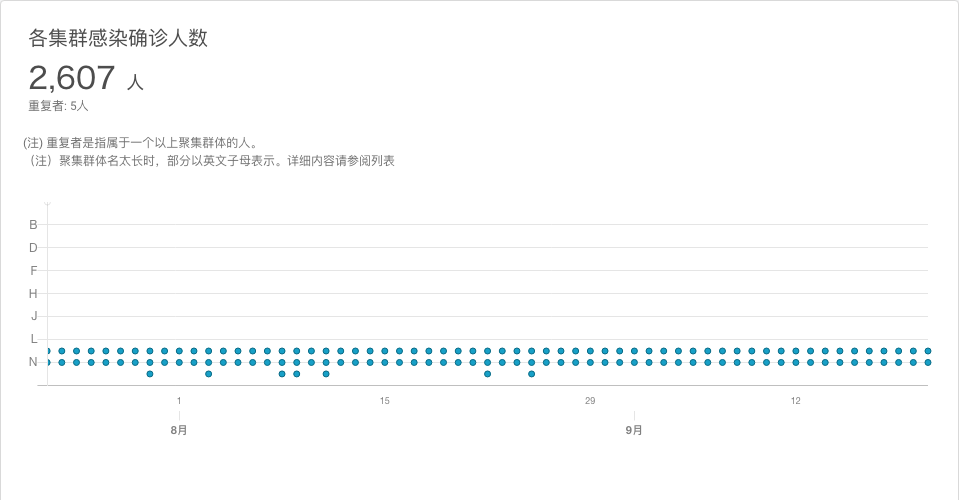 各集群感染确诊人数
2,607 人
重复者: 5人
(注) 重复者是指属于一个以上聚集群体的人。
（注）聚集群体名太长时，部分以英文子母表示。详细内容请参阅列表
B
D
F
H
J
L
N
1 15 29 12
8月 9月